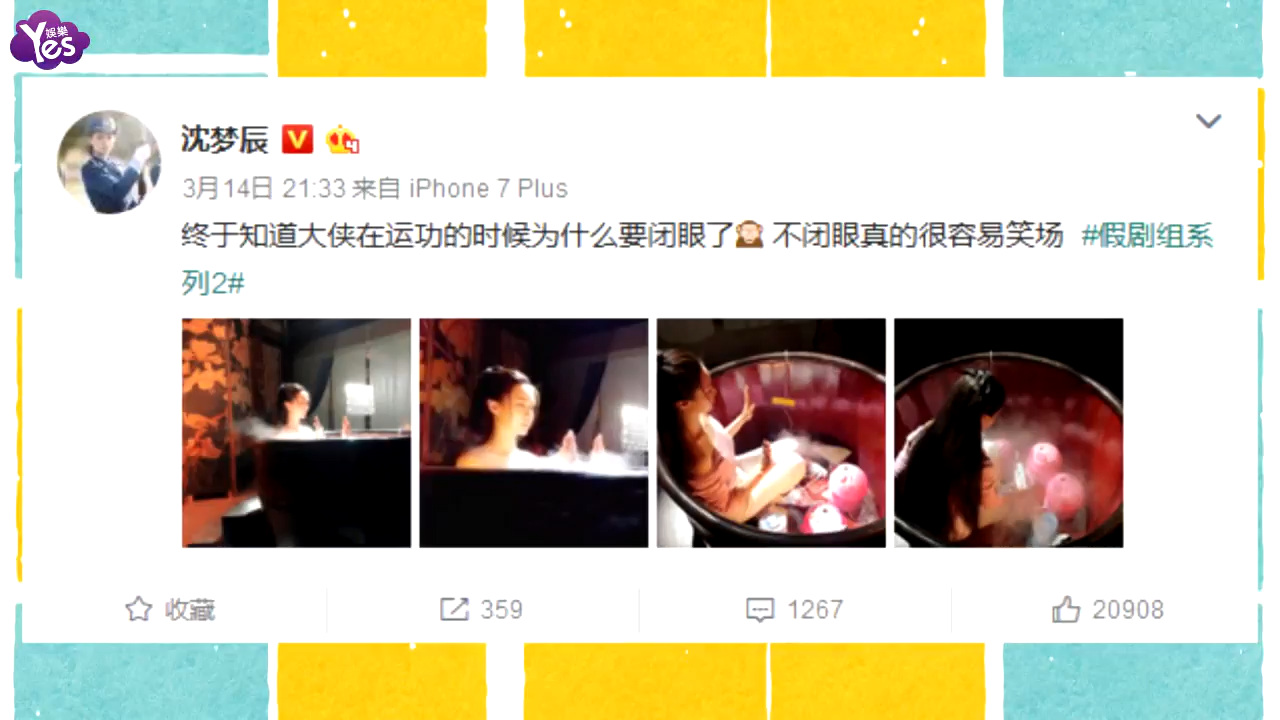 Yes娛樂
沈梦辰
3月14日 21:33 来自 iPhone 7 Plus
终于知道大侠在运功的时候为什么要闭眼了🙈 不闭眼真的很容易笑场 #假剧组系
列2#
收藏 359 1267 20908